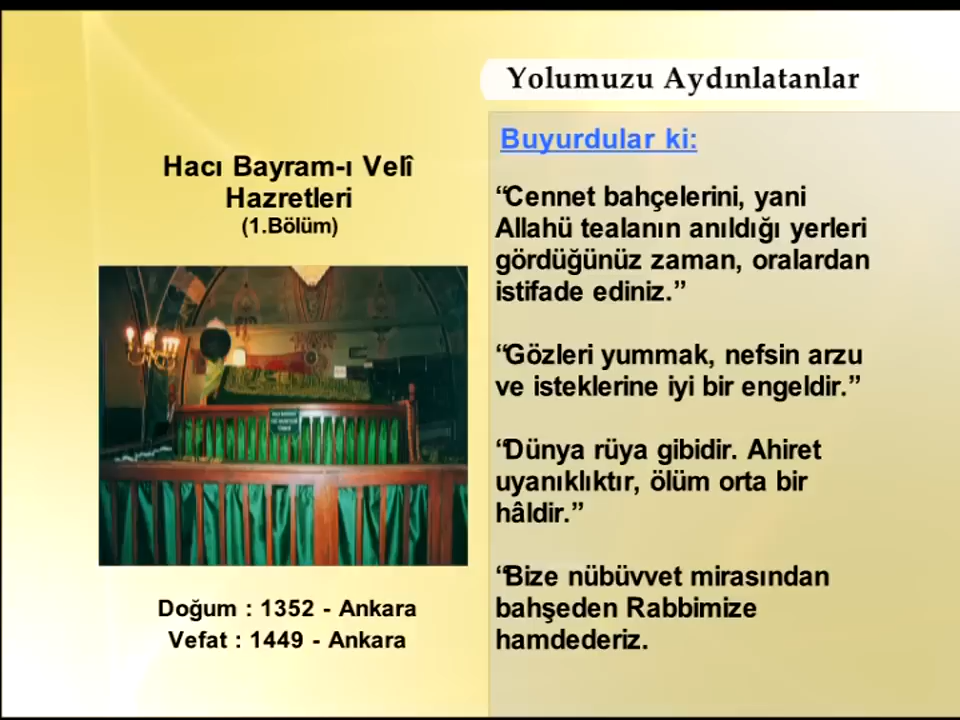 Yolumuzu Aydınlatanlar
Hacı Bayram-ı Velî
Hazretleri
(1.Bölüm)
Doğum : 1352 - Ankara
Vefat : 1449 - Ankara
Buyurdular ki:
“Cennet bahçelerini, yani
Allahü tealanın anıldığı yerleri
gördüğünüz zaman, oralardan
istifade ediniz.”
“Gözleri yummak, nefsin arzu
ve isteklerine iyi bir engeldir.”
“Dünya rüya gibidir. Ahiret
uyanıklıktır, ölüm orta bir
hâldir.”
“Bize nübüvvet mirasından
bahşeden Rabbimize
hamdederiz.